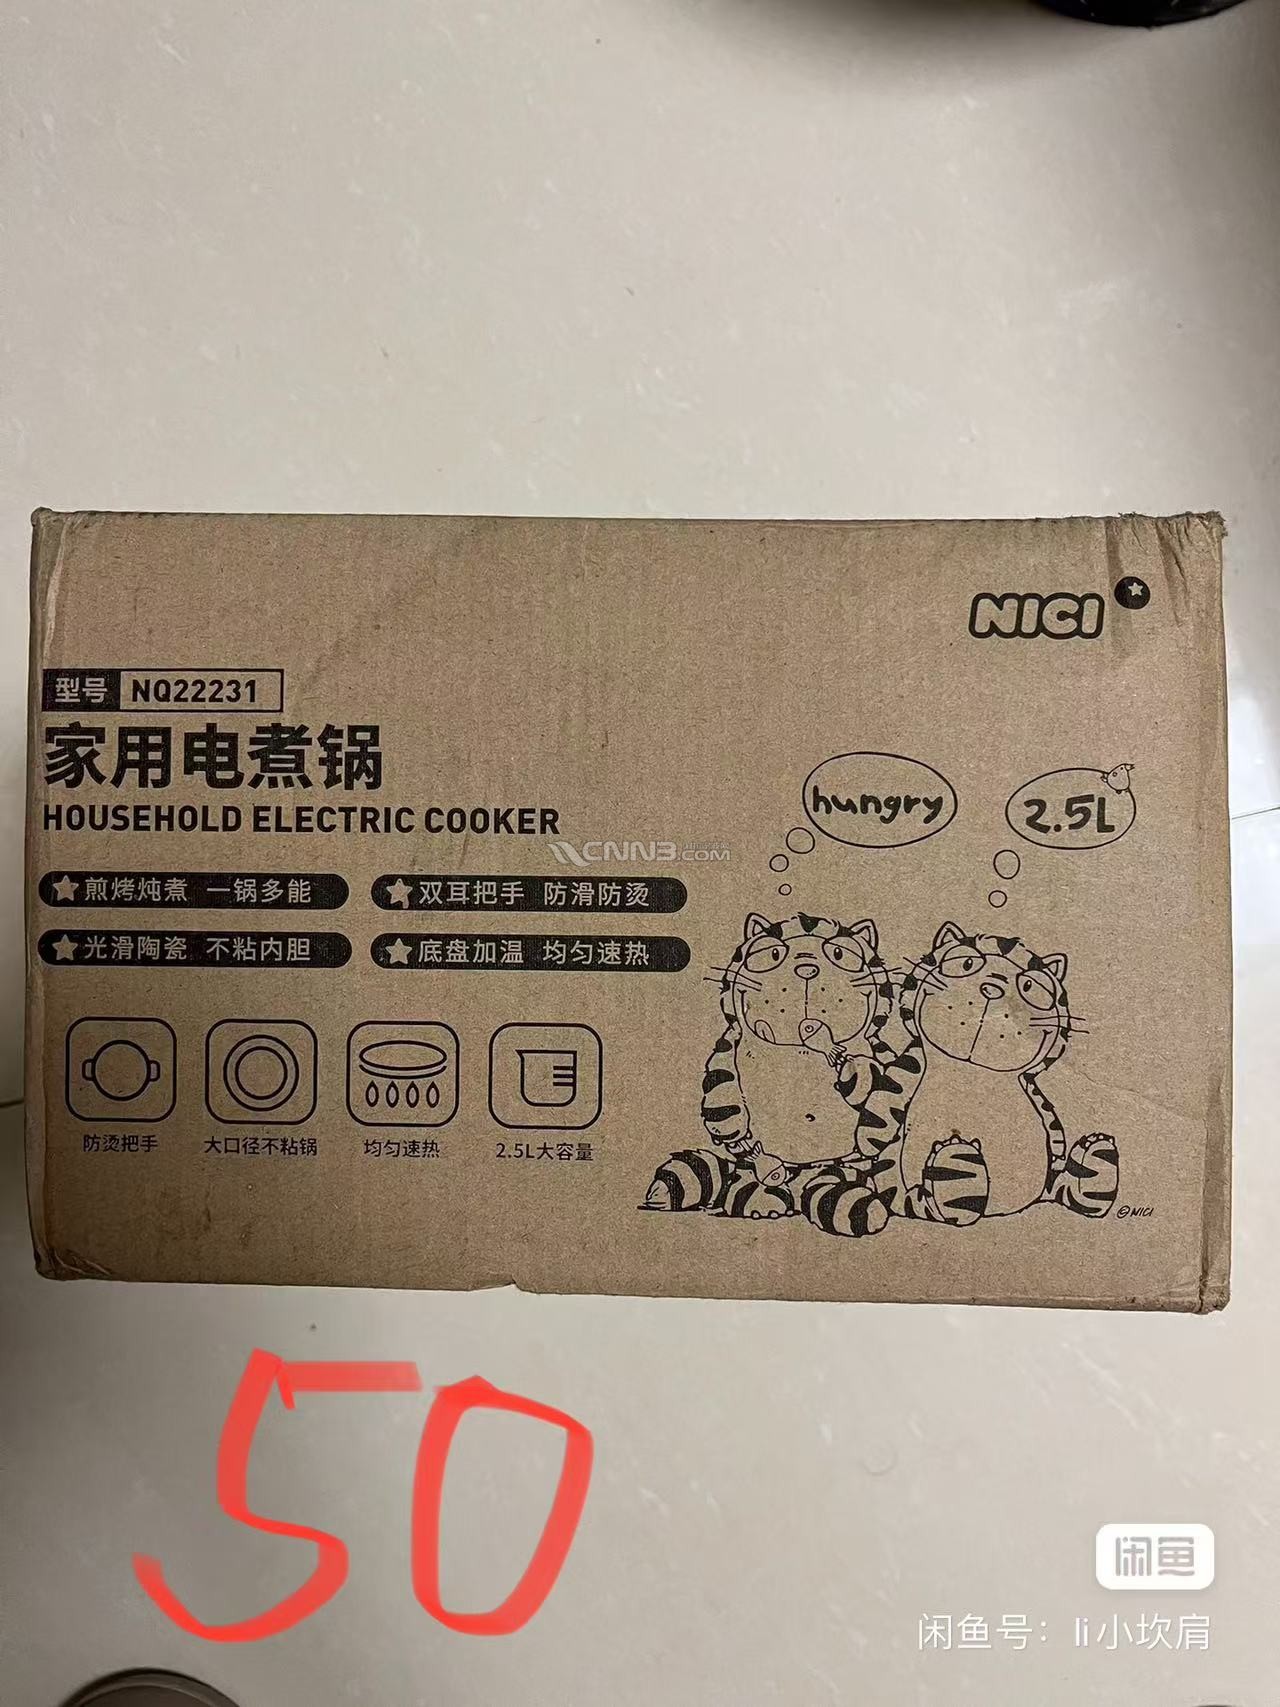 NICI
型号 NQ22231
家用电煮锅
HOUSEHOLD ELECTRIC COOKER
hungry
2.5L
CNN3.COM
煎烤炖煮 一锅多能
双耳把手 防滑防烫
光滑陶瓷 不粘内胆
底盘加温 均匀速热
防烫把手
大口径不粘锅
均匀速热
2.5L大容量
©NICI
50
闲鱼
闲鱼号：li小坎肩